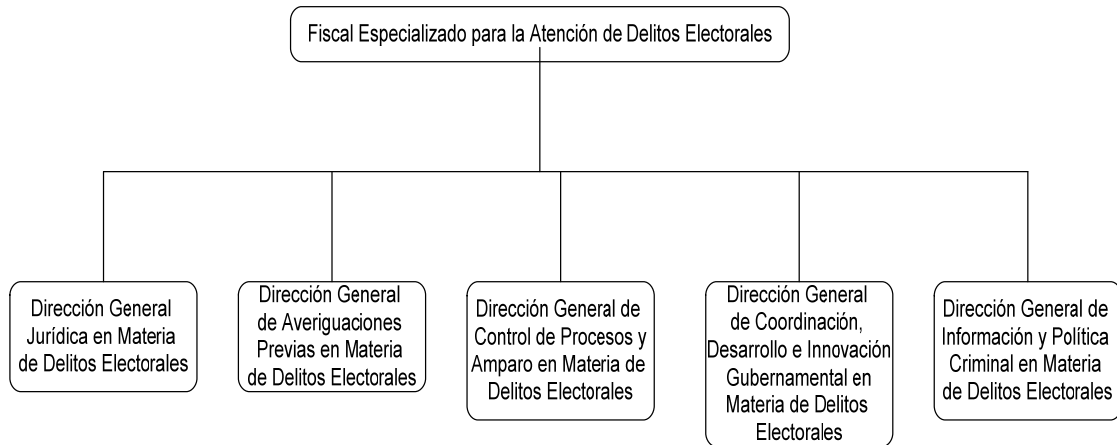 Fiscal Especializado para la Atención de Delitos Electorales
Dirección General
Jurídica en Materia
de Delitos Electorales
Dirección General
de Averiguaciones
Previas en Materia
de Delitos Electorales
Dirección General de
Control de Procesos y
Amparo en Materia de
Delitos Electorales
Dirección General
de Coordinación,
Desarrollo e Innovación
Gubernamental en
Materia de Delitos
Electorales
Dirección General de
Información y Política
Criminal en Materia
de Delitos Electorales